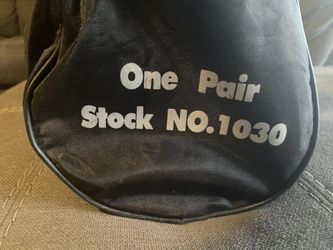 One Pair
Stock NO.1030